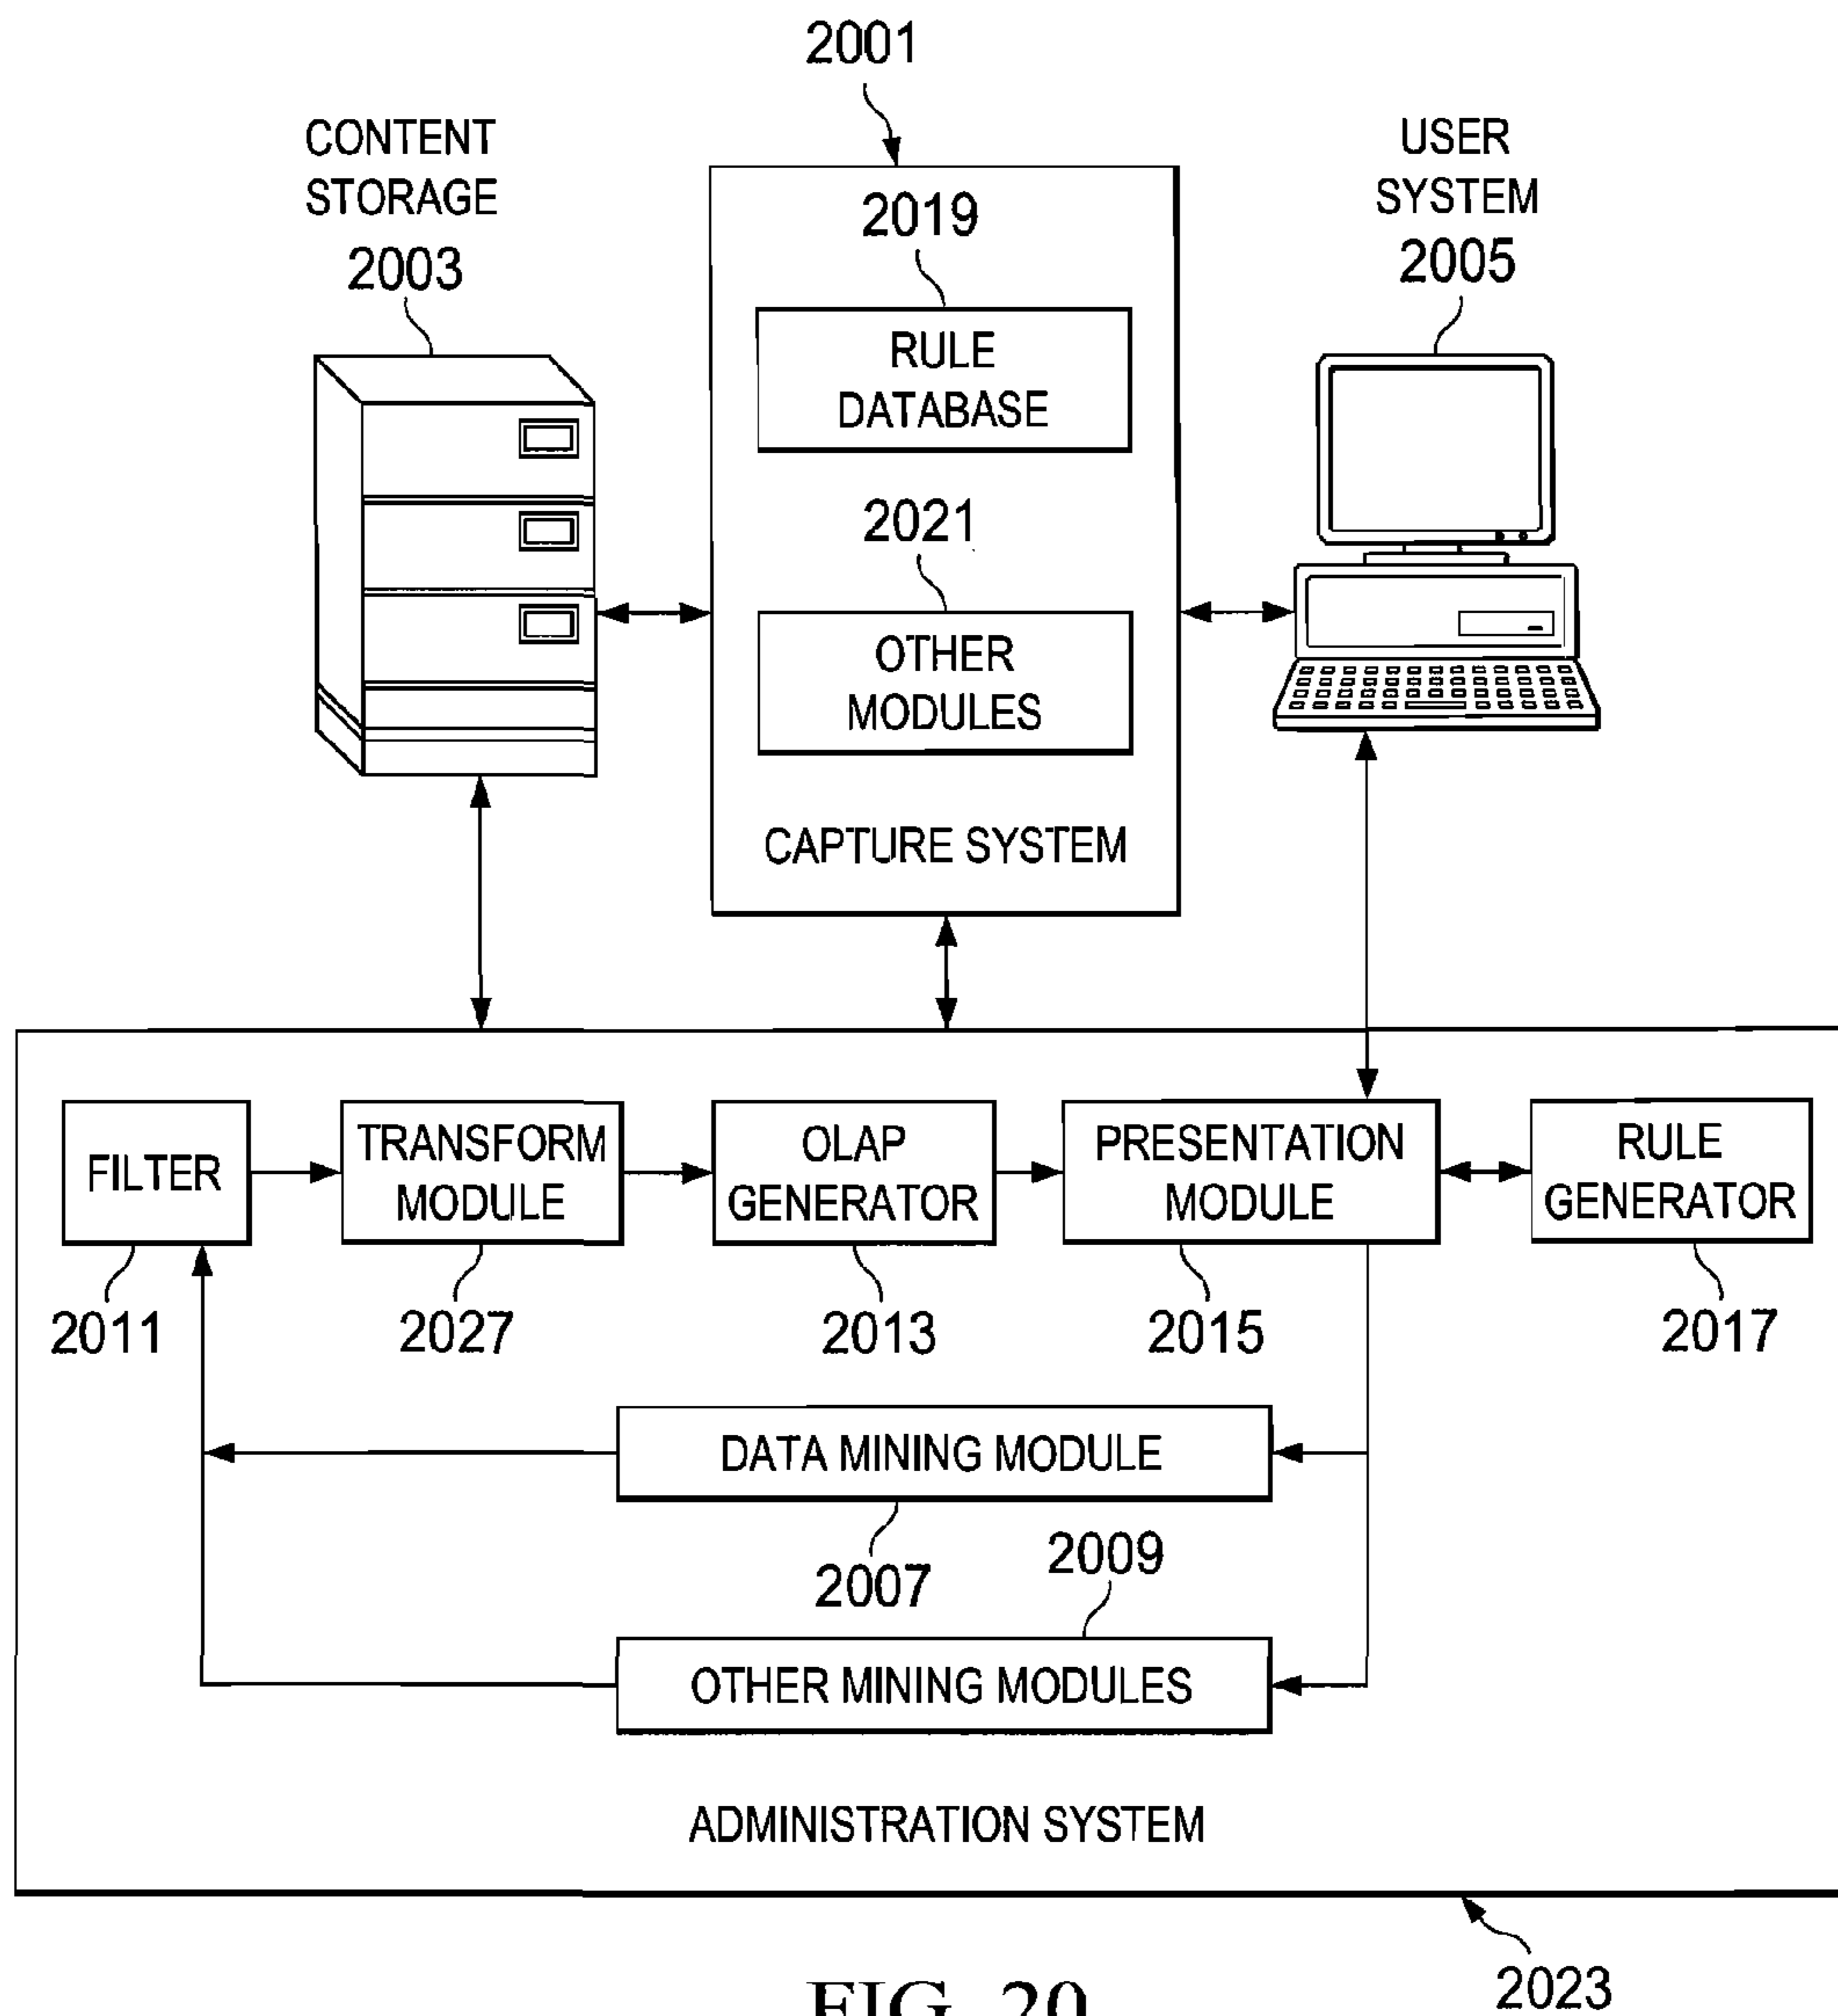 2001
CONTENT
STORAGE
2003
USER
SYSTEM
2005
2019
RULE
DATABASE
2021
OTHER
MODULES
CAPTURE SYSTEM
FILTER
TRANSFORM
MODULE
OLAP
GENERATOR
PRESENTATION
MODULE
RULE
GENERATOR
2011
2027
2013
2015
2017
DATA MINING MODULE
2007
2009
OTHER MINING MODULES
ADMINISTRATION SYSTEM
2023
FIG. 20